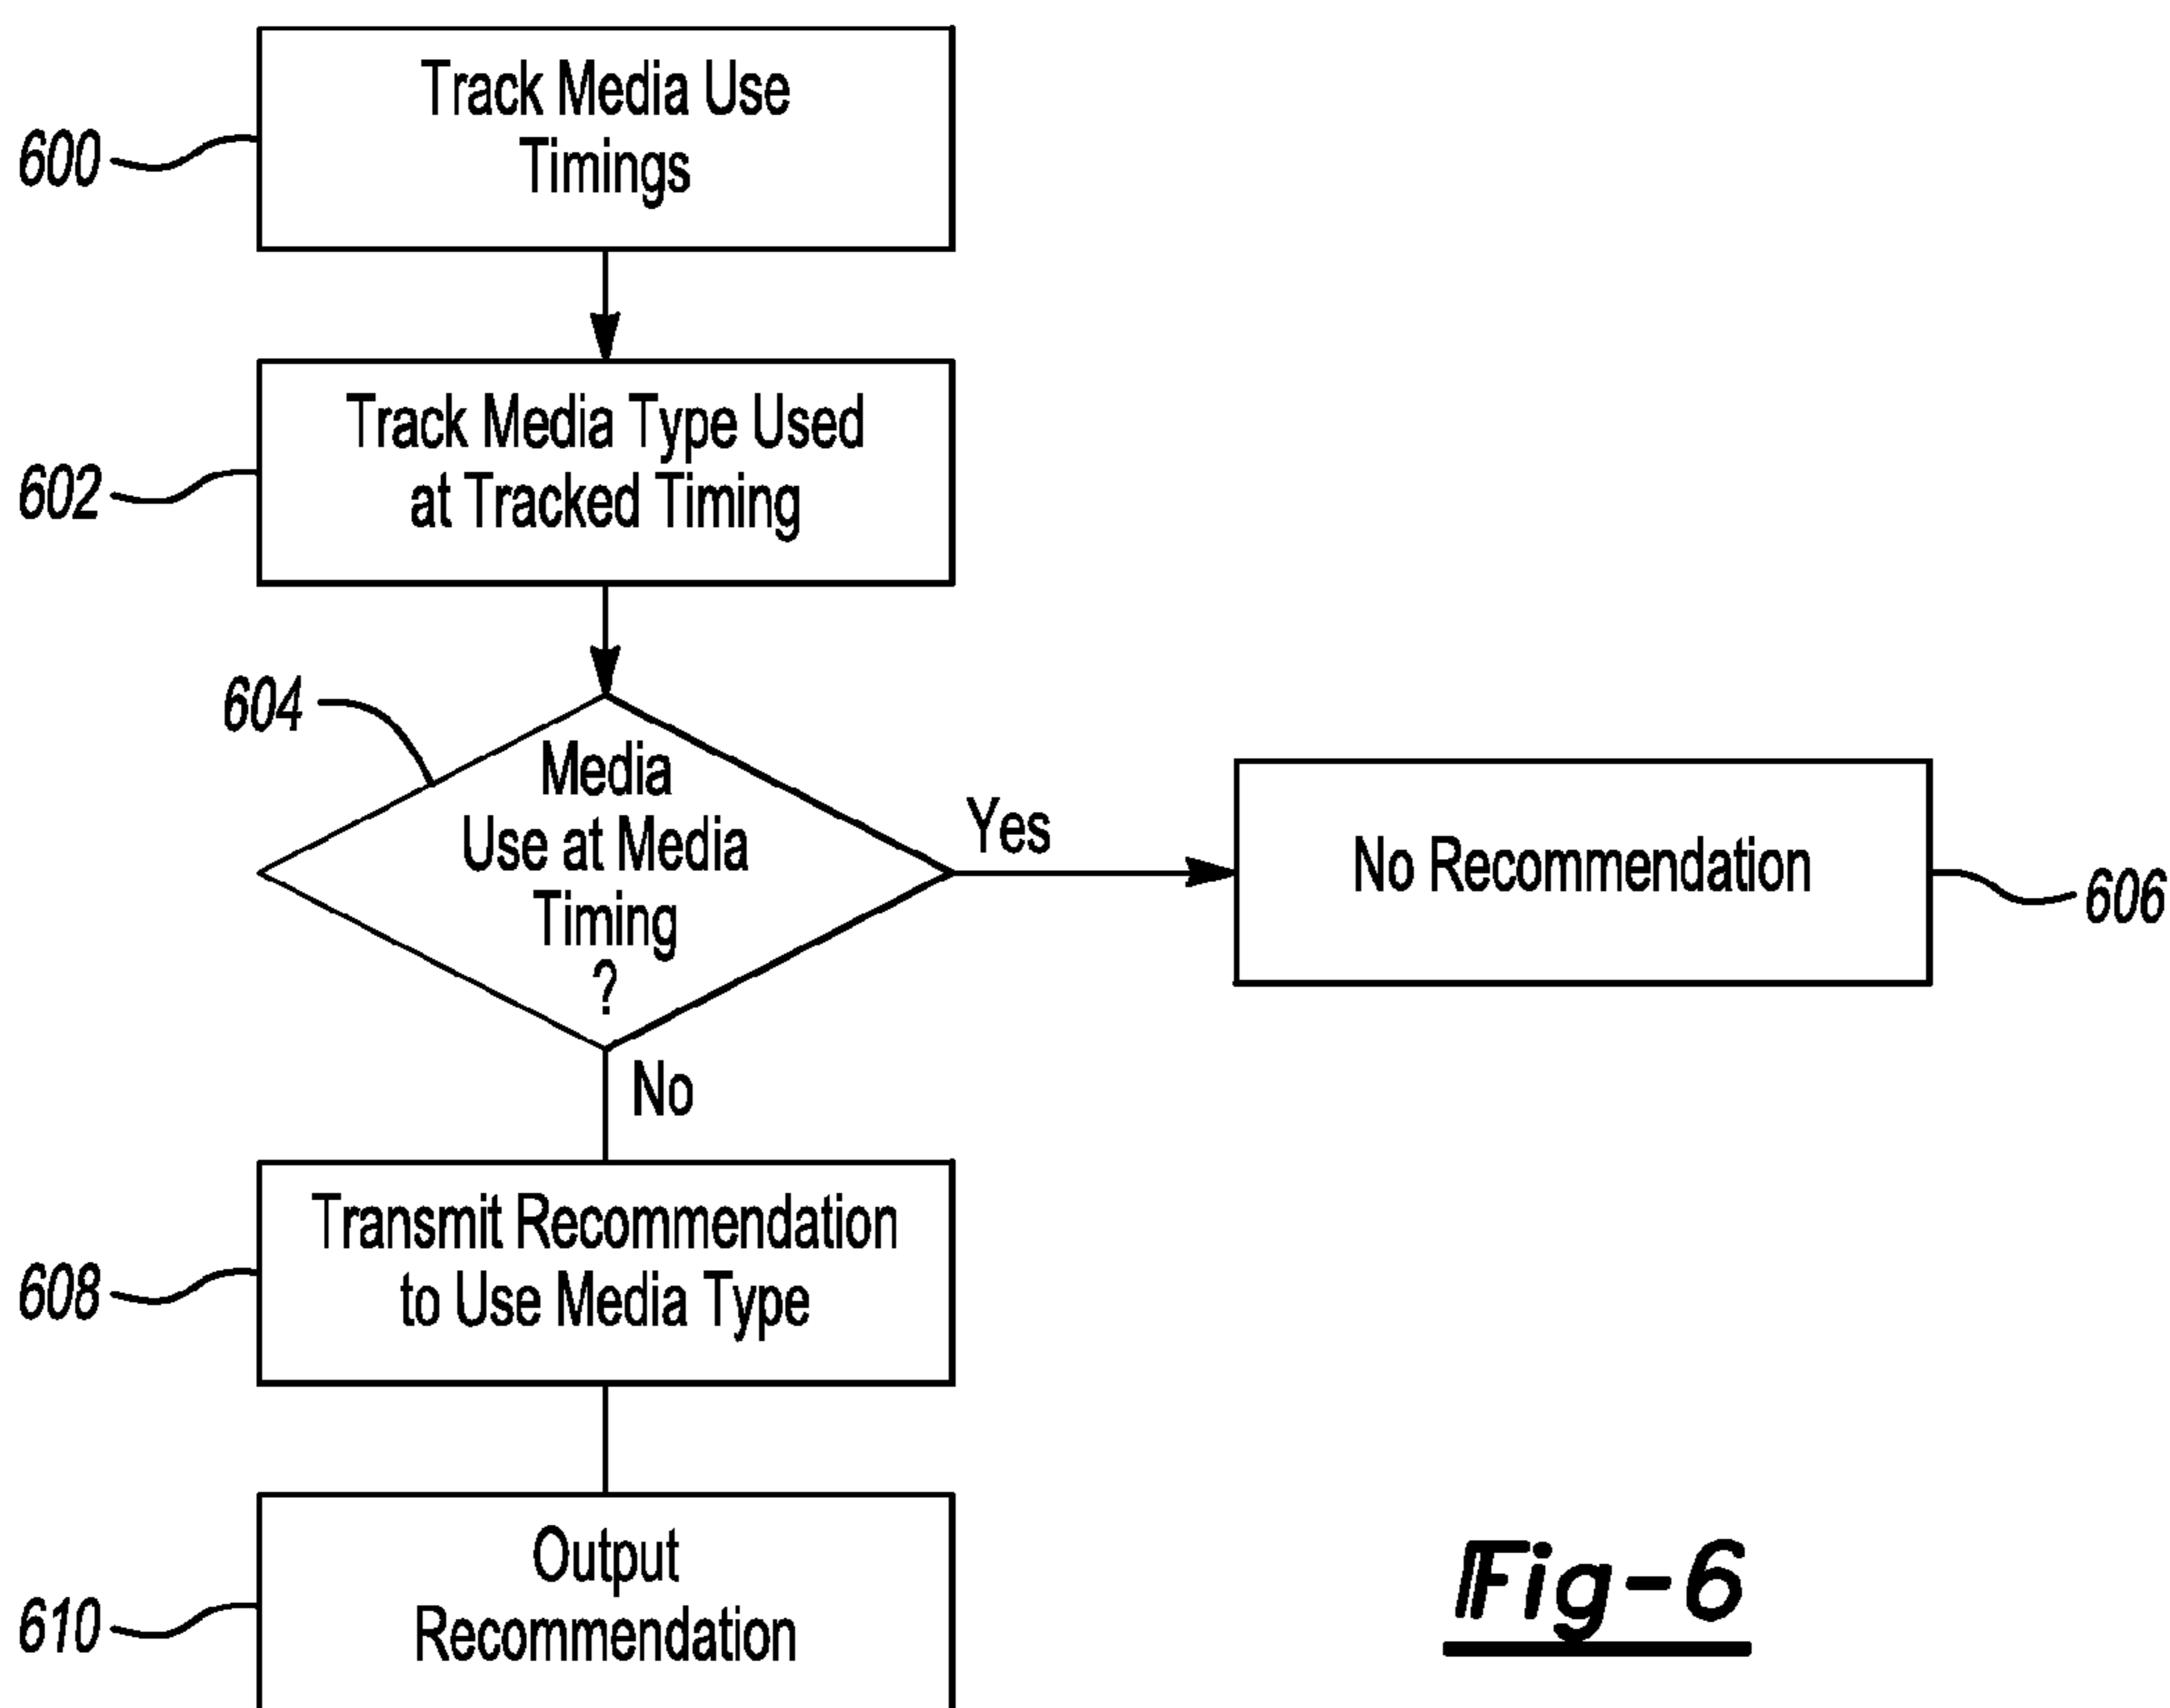 Track Media Use
Timings
600
Track Media Type Used
at Tracked Timing
602
604
Media
Use at Media
Timing
?
Yes
No Recommendation
606
No
Transmit Recommendation
to Use Media Type
608
Output
Recommendation
610
Fig-6